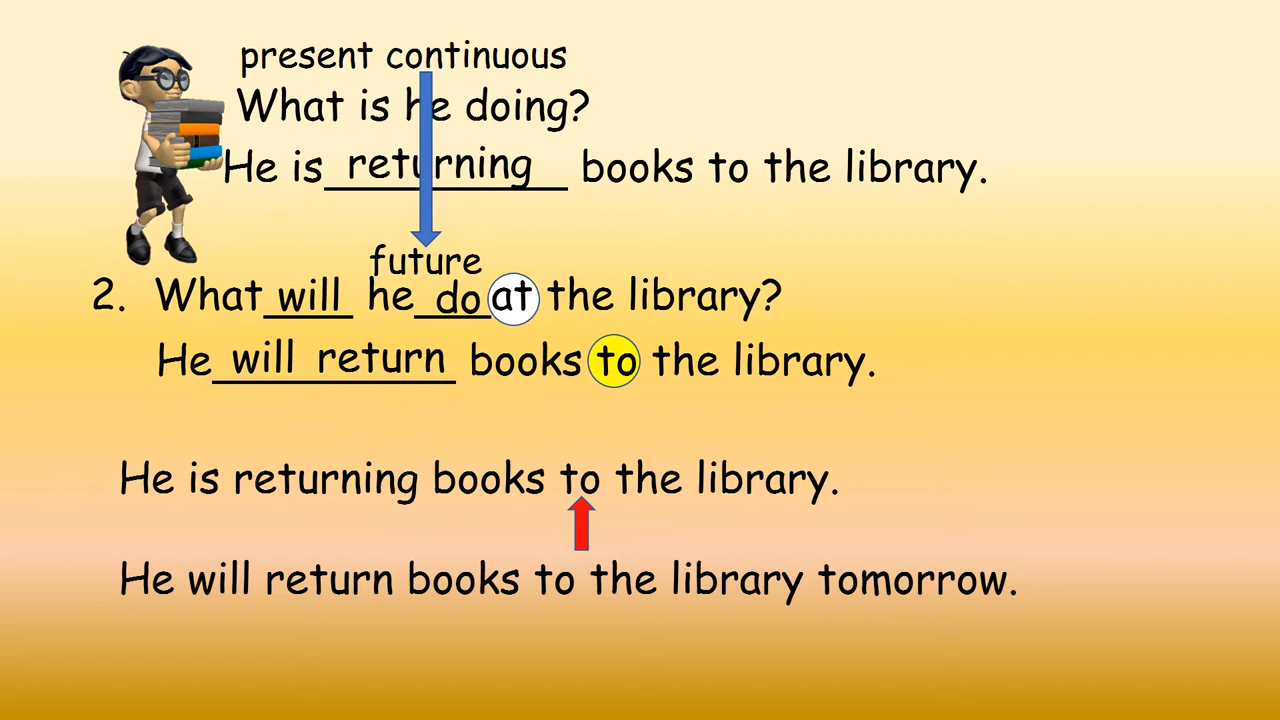 present continuous
What is he doing?
He is returning books to the library.
future
2. What will he do at the library?
He will return books to the library.
He is returning books to the library.
He will return books to the library tomorrow.